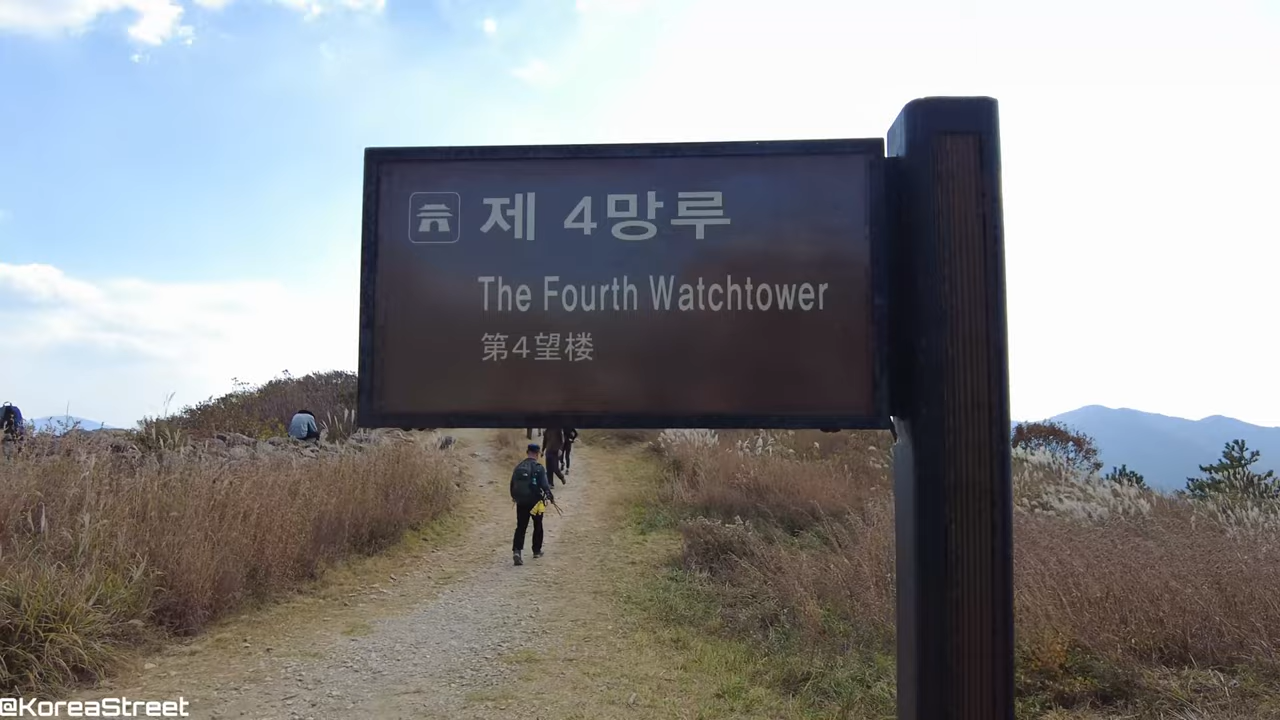 제 4망루
The Fourth Watchtower
第4望楼
@KoreaStreet